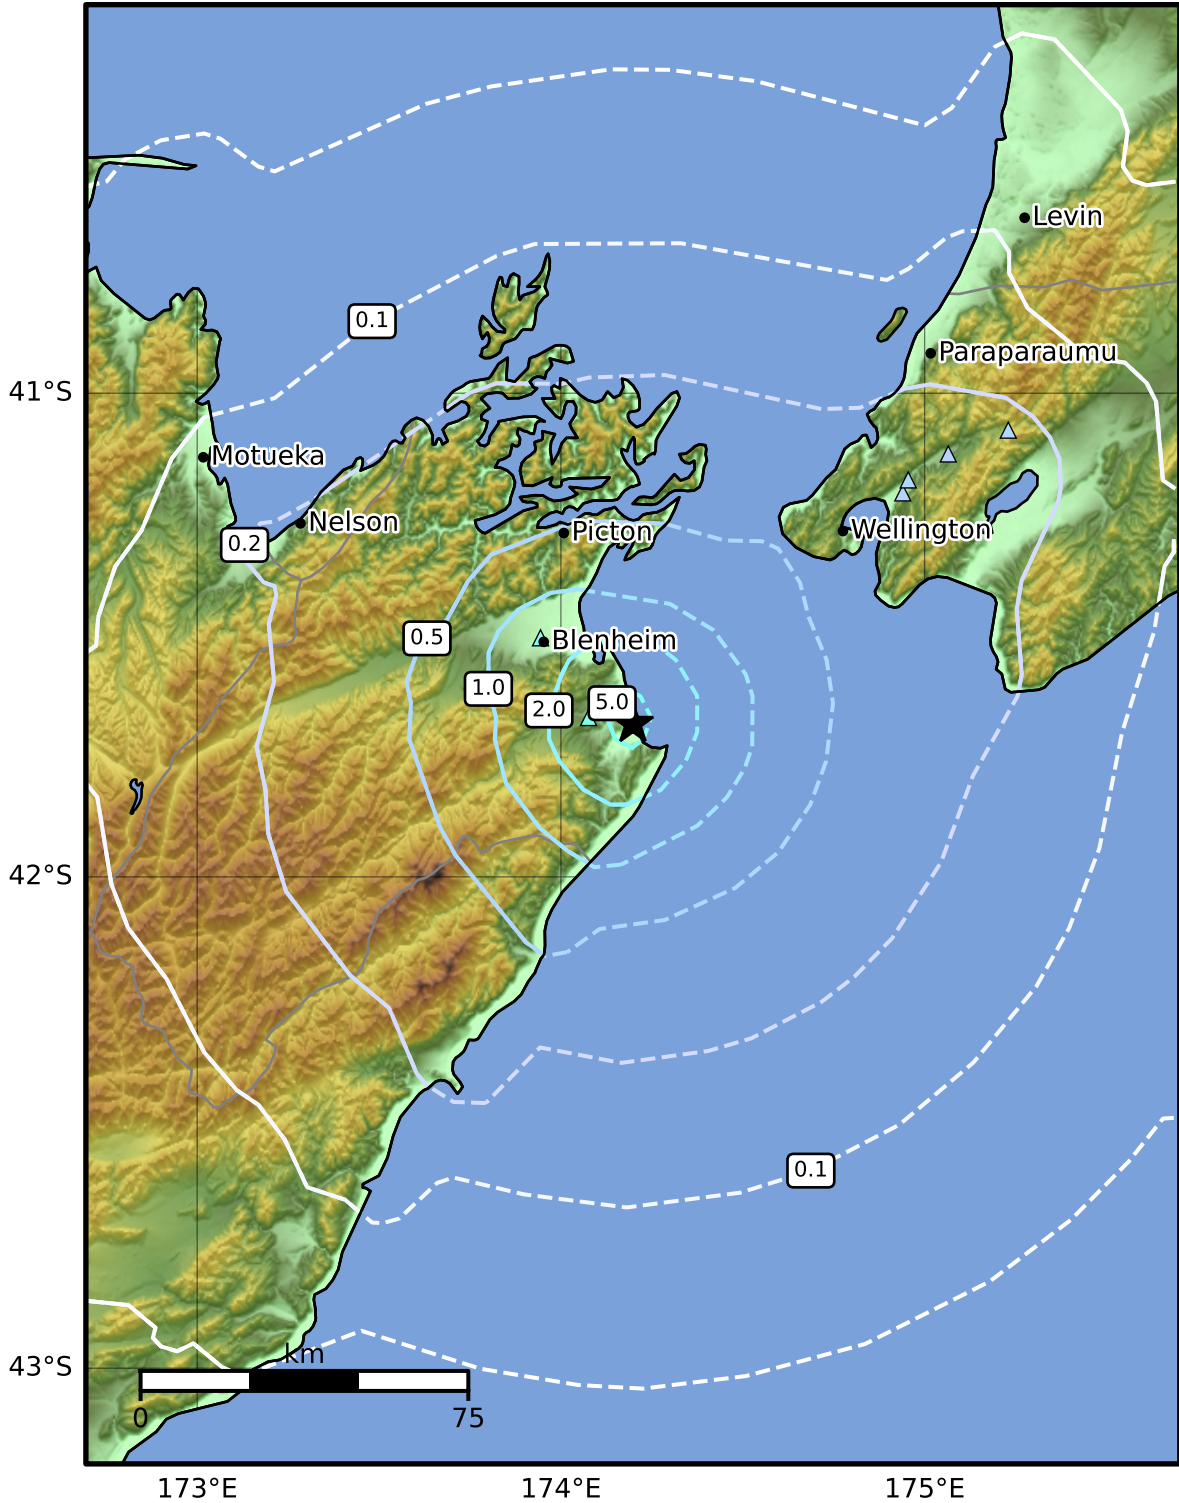 Levin
0.1
Paraparaumu
41°S
Motueka
Nelson
Picton
Wellington
0.2
0.5
Blenheim
1.0
2.0
5.0
42°S
0.1
43°S
km
0
75
173°E
174°E
175°E